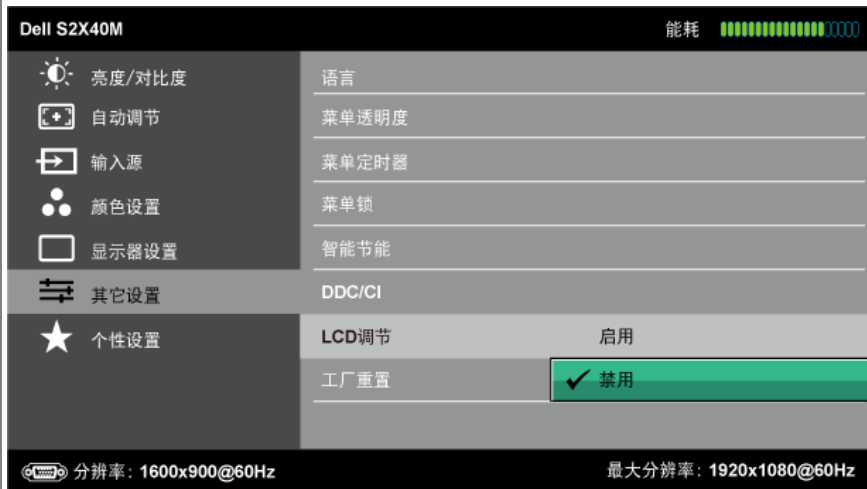 Dell S2X40M 能耗
亮度/对比度 语言
自动调节 菜单透明度
输入源 菜单定时器
颜色设置 菜单锁
显示器设置 智能节能
其它设置 DDC/CI
个性设置 LCD调节 启用
工厂重置 禁用
分辨率: 1600x900@60Hz 最大分辨率: 1920x1080@60Hz